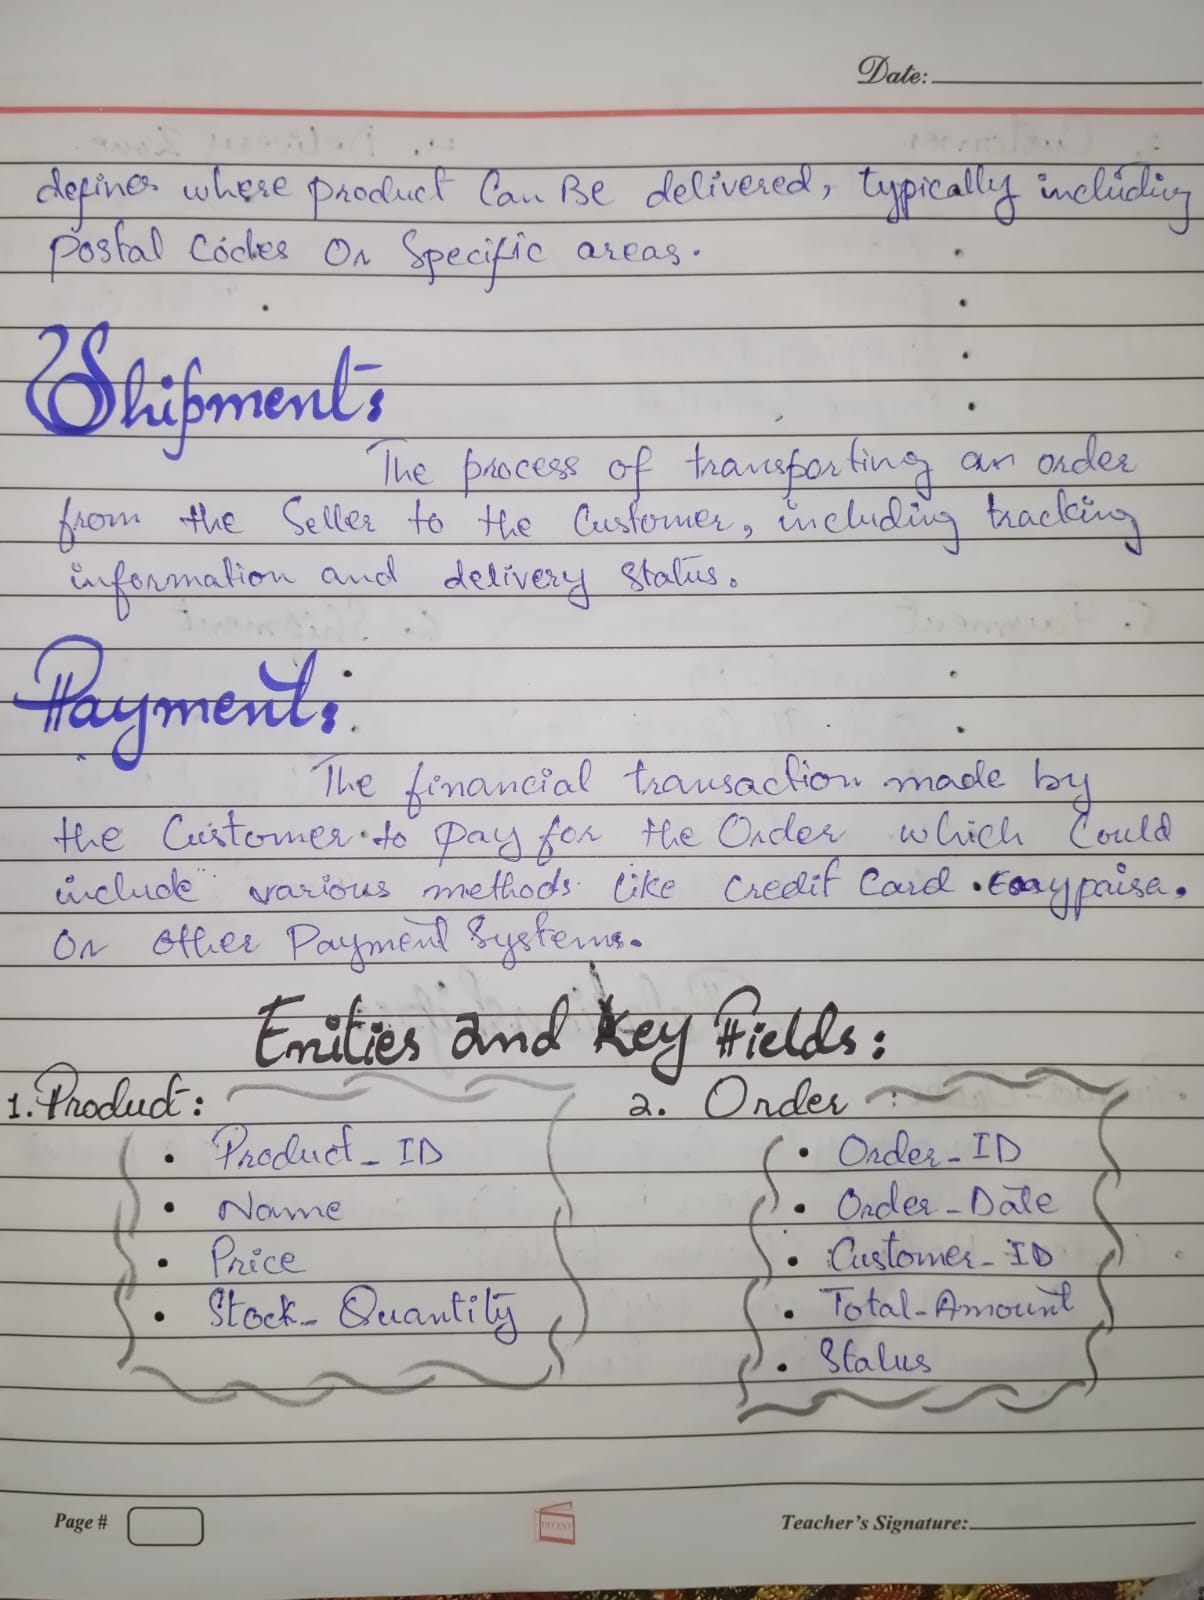 Date:
defines where product Can Be delivered, typically including
postal Codes Or Specific areas.
Shipment:
The process of transporting an order
from the Seller to the Customer, including tracking
information and delivery status.
Payment:
The financial transaction made by
the Customer to pay for the Order which Could
include various methods like Credit Card . Easypaisa.
Or other Payment Systems.
Enities and Key Fields:
1. Product:
• Product_ID
• Name
• Price
• Stock_Quantity
2. Order :
• Order_ID
• Order_Date
• Customer_ID
• Total_Amount
• Status
Page #
DECENT
Teacher's Signature: